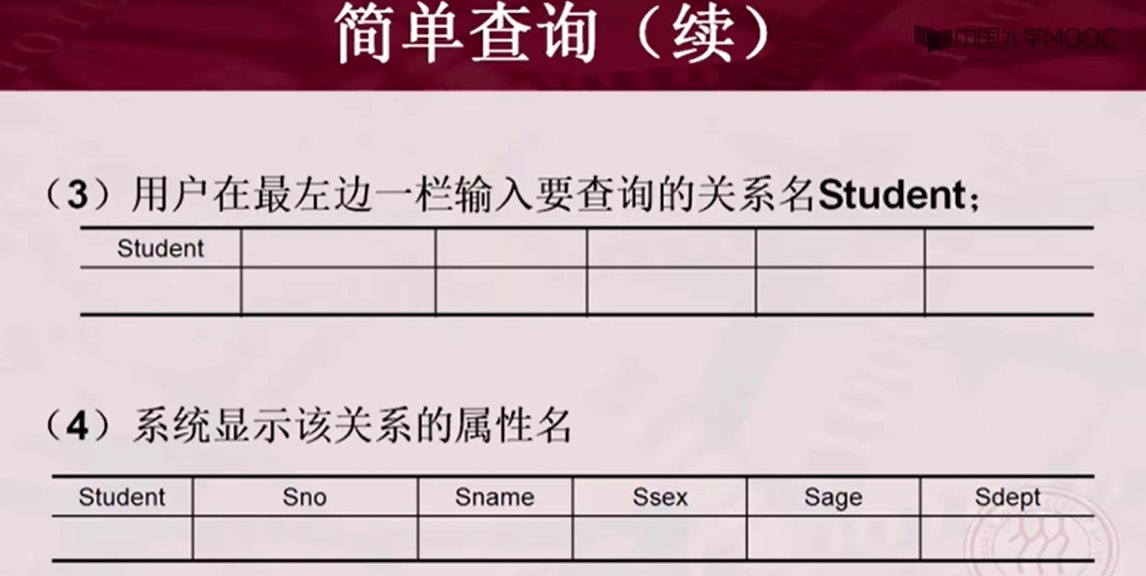 简单查询（续）
中国大学MOOC
（3）用户在最左边一栏输入要查询的关系名Student；
Student
（4）系统显示该关系的属性名
Student Sno Sname Ssex Sage Sdept